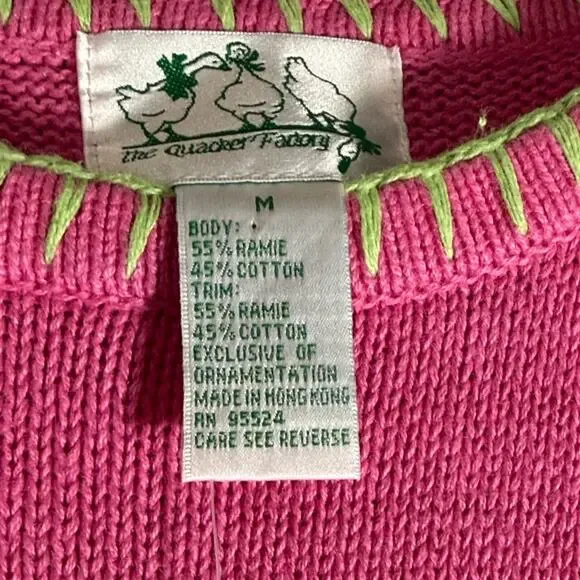 the Quacker Factory
M
BODY:
55% RAMIE
45% COTTON
TRIM:
55% RAMIE
45% COTTON
EXCLUSIVE OF
ORNAMENTATION
MADE IN HONG KONG
RN 95524
CARE SEE REVERSE